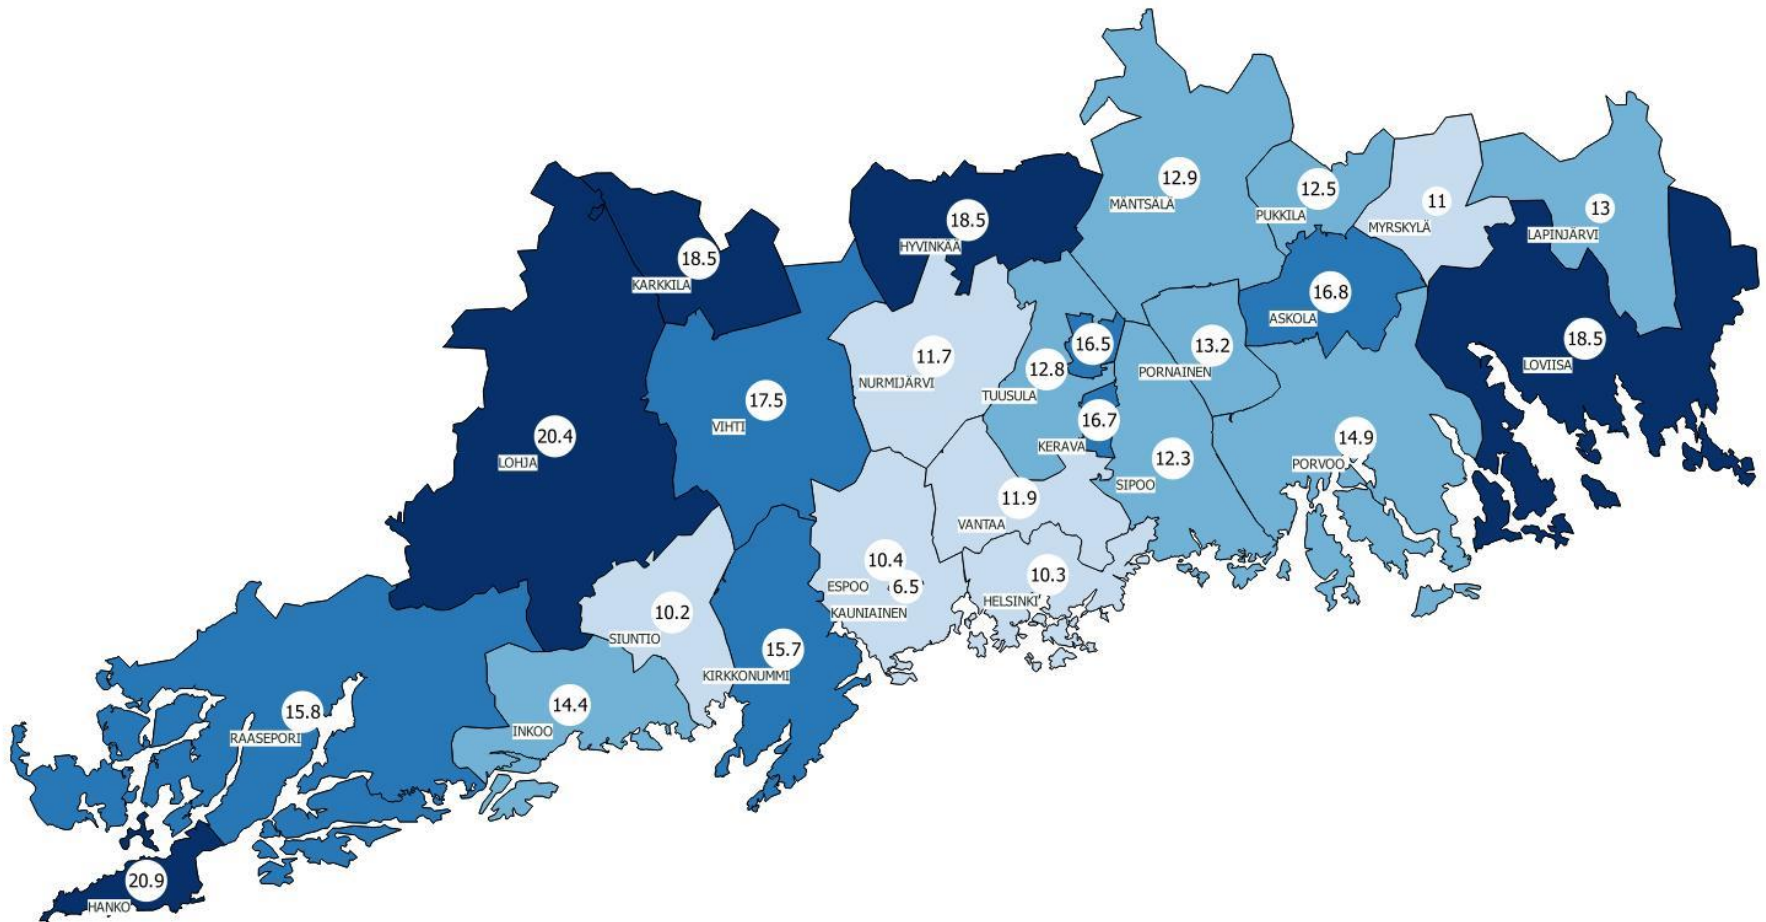 12.9
MÄNTSÄLÄ
12.5
PUKKILA
11
MYRSKYLÄ
13
LAPINJÄRVI
18.5
HYVINKÄÄ
18.5
KARKKILA
16.8
ASKOLA
18.5
LOVIISA
11.7
NURMIJÄRVI
16.5
12.8
TUUSULA
13.2
PORNAINEN
17.5
VIHTI
20.4
LOHJA
16.7
KERAVA
12.3
SIPOO
14.9
PORVOO
11.9
VANTAA
10.4
ESPOO
6.5
KAUNIAINEN
10.3
HELSINKI
10.2
SIUNTIO
15.7
KIRKKONUMMI
14.4
INKOO
15.8
RAASEPORI
20.9
HANKO